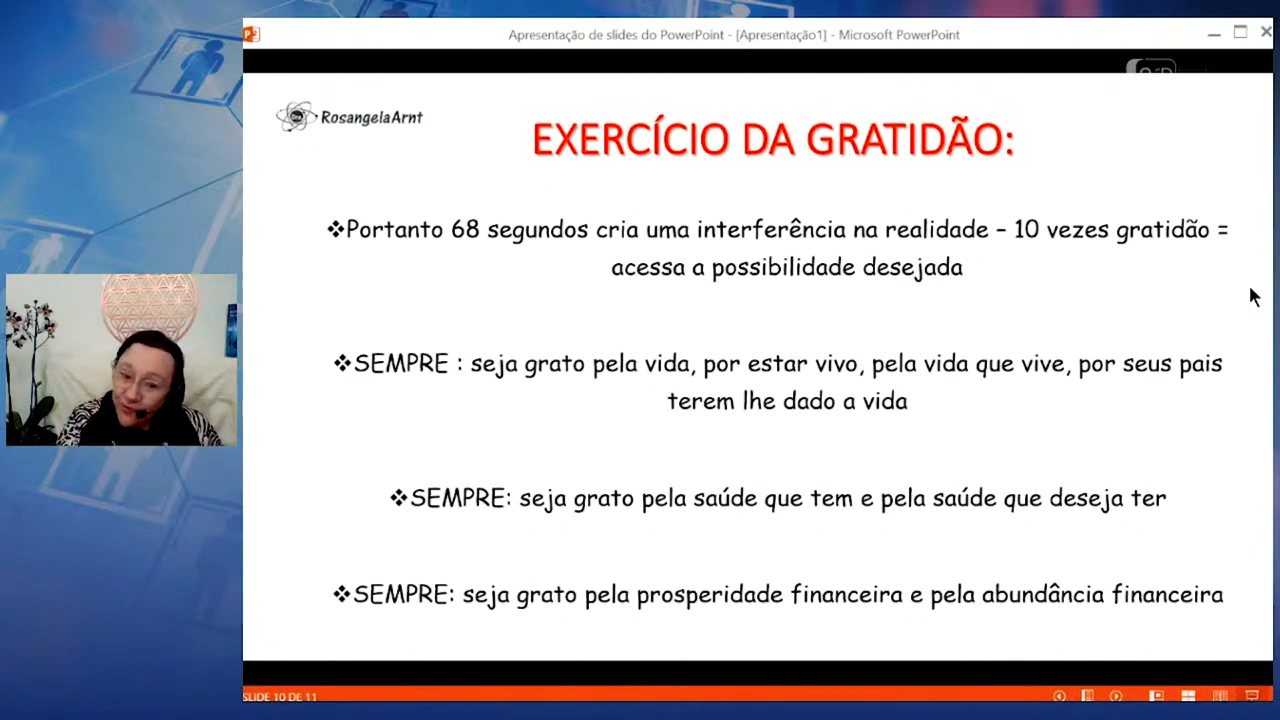 Apresentação de slides do PowerPoint - [Apresentação1] - Microsoft PowerPoint
RosangelaArnt
EXERCÍCIO DA GRATIDÃO:
❖Portanto 68 segundos cria uma interferência na realidade – 10 vezes gratidão =
acessa a possibilidade desejada
❖SEMPRE : seja grato pela vida, por estar vivo, pela vida que vive, por seus pais
terem lhe dado a vida
❖SEMPRE: seja grato pela saúde que tem e pela saúde que deseja ter
❖SEMPRE: seja grato pela prosperidade financeira e pela abundância financeira
SLIDE 10 DE 11